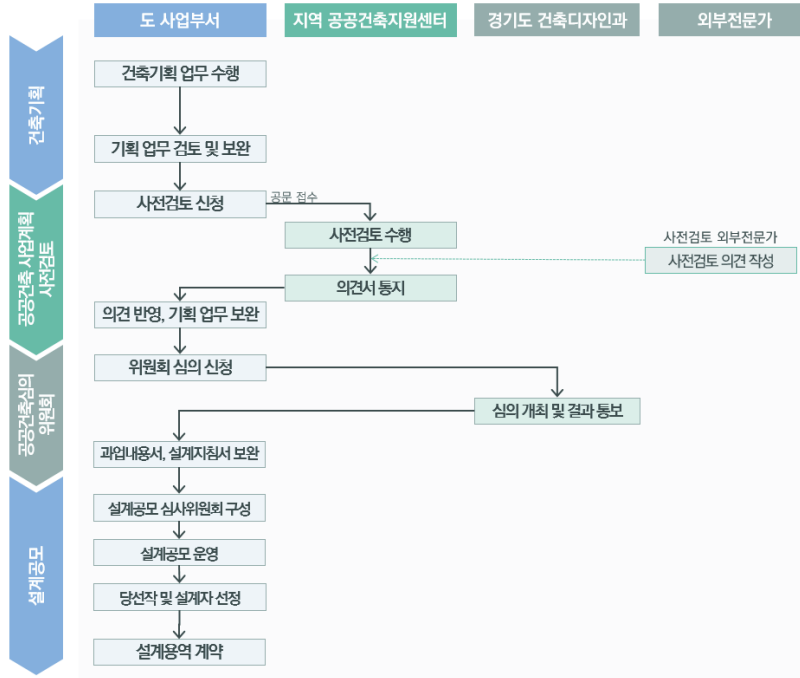 도 사업부서
지역 공공건축지원센터
경기도 건축디자인과
외부전문가
건축기획
건축기획 업무 수행
기획 업무 검토 및 보완
공공건축 사업계획
사전검토
사전검토 신청
공문 접수
사전검토 수행
사전검토 외부전문가
사전검토 의견 작성
의견서 통지
의견 반영, 기획 업무 보완
공공건축심의
위원회
위원회 심의 신청
심의 개최 및 결과 통보
과업내용서, 설계지침서 보완
설계공모
설계공모 심사위원회 구성
설계공모 운영
당선작 및 설계자 선정
설계용역 계약